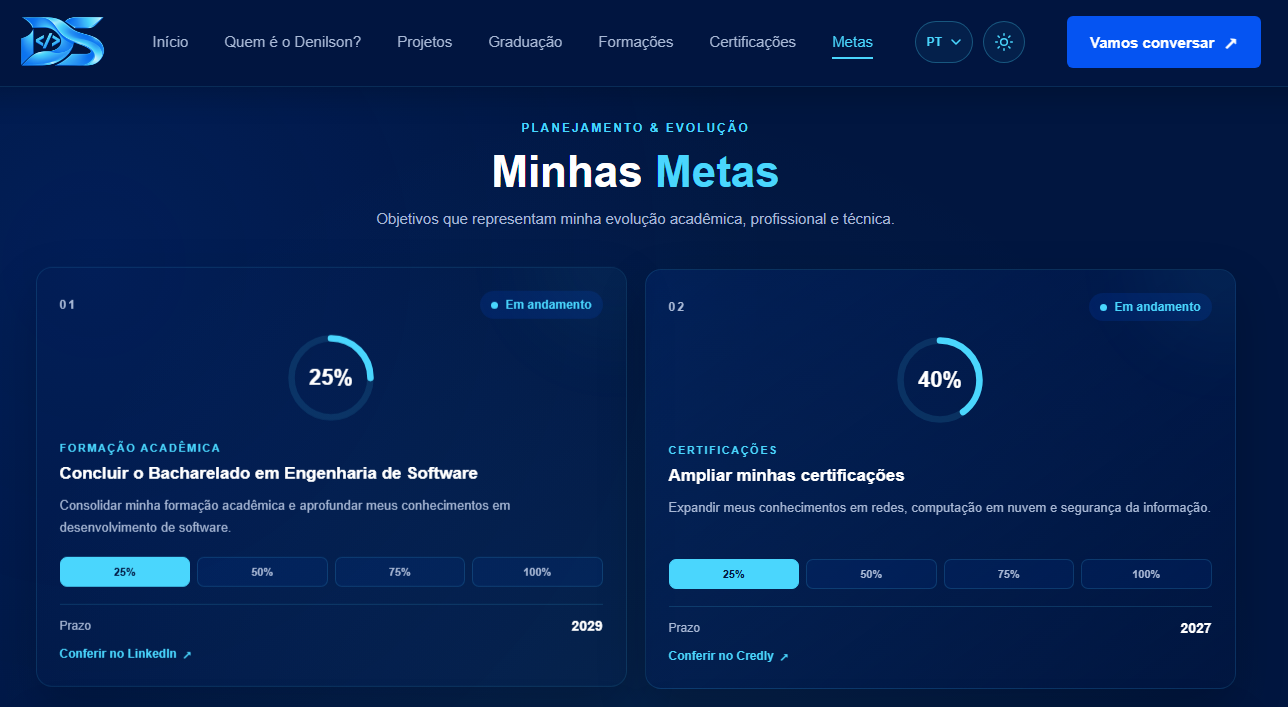 DS </>
Início Quem é o Denilson? Projetos Graduação Formações Certificações Metas PT Vamos conversar ↗
PLANEJAMENTO & EVOLUÇÃO
Minhas Metas
Objetivos que representam minha evolução acadêmica, profissional e técnica.
01 Em andamento
25%
FORMAÇÃO ACADÊMICA
Concluir o Bacharelado em Engenharia de Software
Consolidar minha formação acadêmica e aprofundar meus conhecimentos em
desenvolvimento de software.
25% 50% 75% 100%
Prazo 2029
Conferir no LinkedIn ↗
02 Em andamento
40%
CERTIFICAÇÕES
Ampliar minhas certificações
Expandir meus conhecimentos em redes, computação em nuvem e segurança da informação.
25% 50% 75% 100%
Prazo 2027
Conferir no Credly ↗